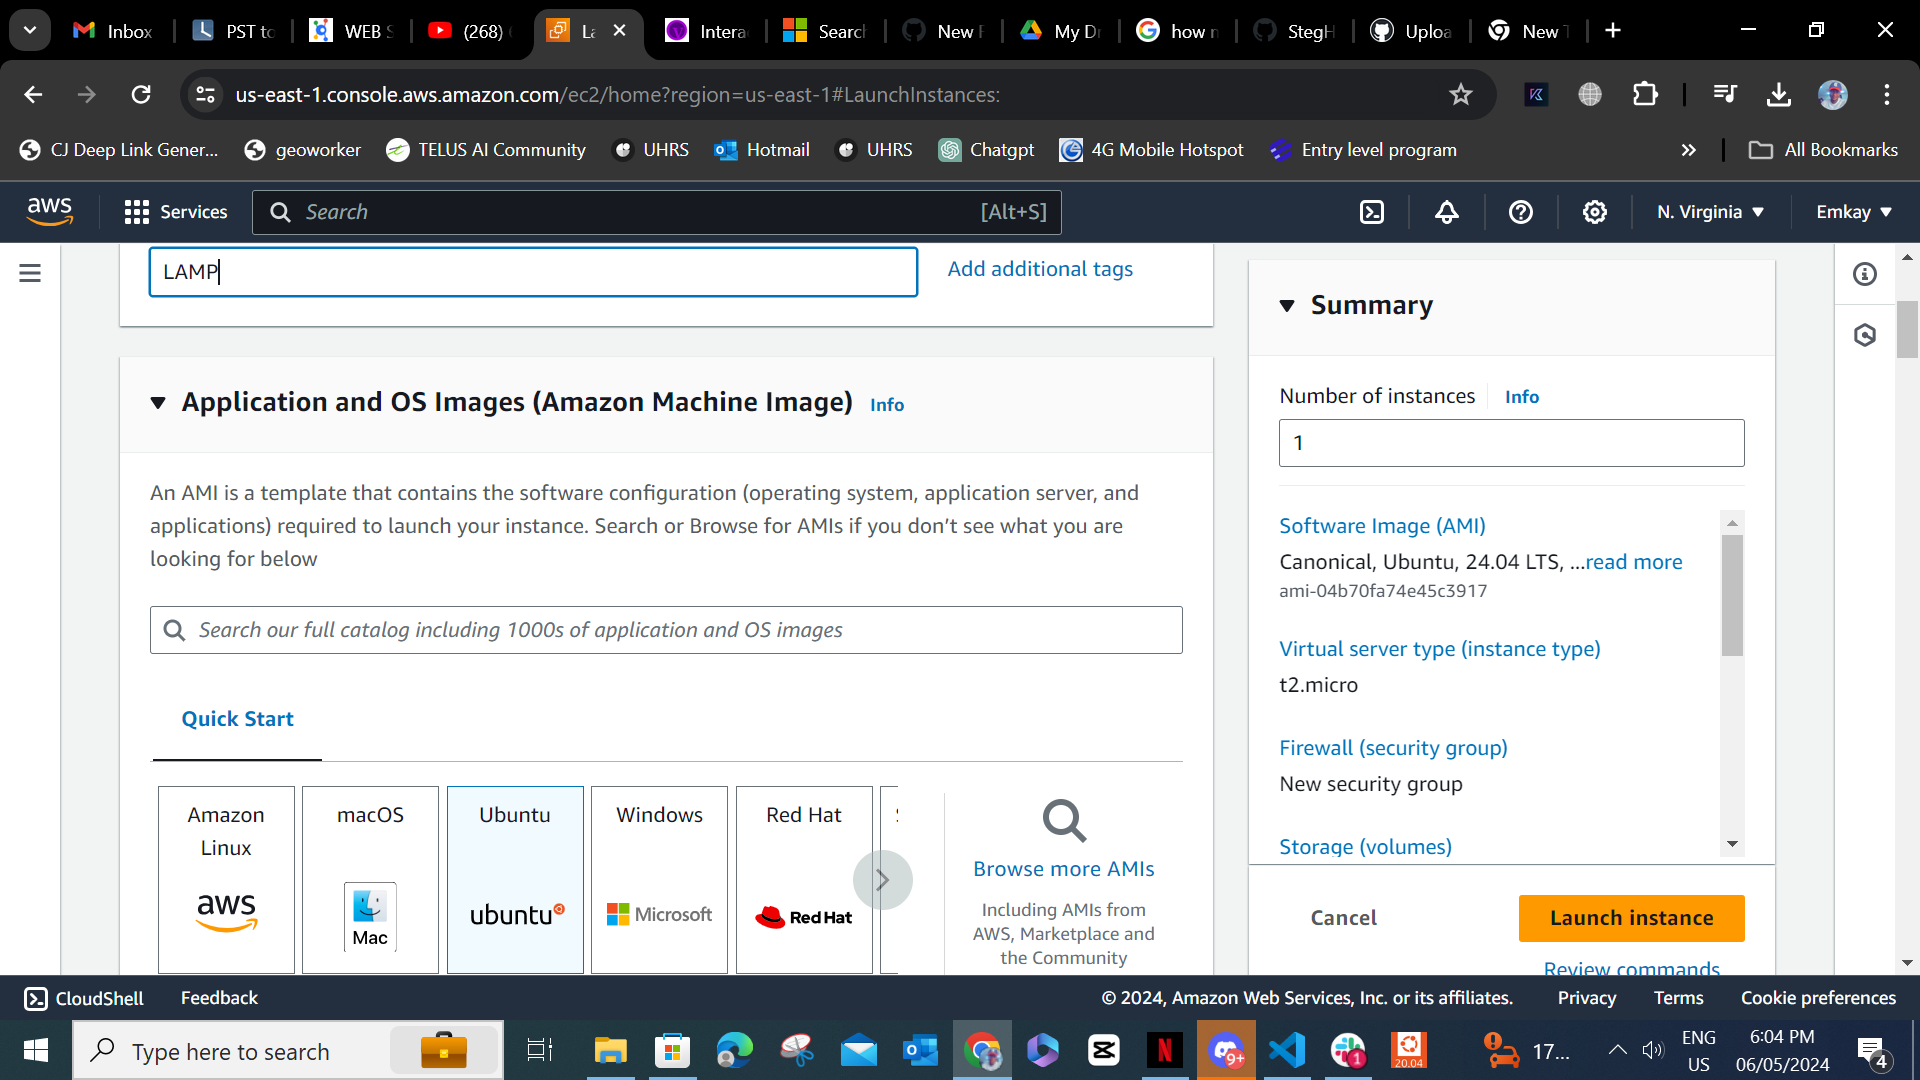 Inbox
PST to
WEB S
(268)
La
Intera
Search
New
My Dr
how n
StegH
Uploa
New T
us-east-1.console.aws.amazon.com/ec2/home?region=us-east-1#LaunchInstances:
CJ Deep Link Gener...
geoworker
TELUS AI Community
UHRS
Hotmail
UHRS
Chatgpt
4G Mobile Hotspot
Entry level program
All Bookmarks
aws
Services
Search
[Alt+S]
N. Virginia
Emkay
LAMP
Add additional tags
Application and OS Images (Amazon Machine Image)
Info
An AMI is a template that contains the software configuration (operating system, application server, and
applications) required to launch your instance. Search or Browse for AMIs if you don’t see what you are
looking for below
Search our full catalog including 1000s of application and OS images
Quick Start
Amazon
Linux
aws
macOS
Mac
Ubuntu
ubuntu
Windows
Microsoft
Red Hat
Red Hat
Browse more AMIs
Including AMIs from
AWS, Marketplace and
the Community
Summary
Number of instances
Info
1
Software Image (AMI)
Canonical, Ubuntu, 24.04 LTS, ...read more
ami-04b70fa74e45c3917
Virtual server type (instance type)
t2.micro
Firewall (security group)
New security group
Storage (volumes)
Cancel
Launch instance
Review commands
CloudShell
Feedback
© 2024, Amazon Web Services, Inc. or its affiliates.
Privacy
Terms
Cookie preferences
Type here to search
9+
1
20.04
17...
ENG
US
6:04 PM
06/05/2024
4